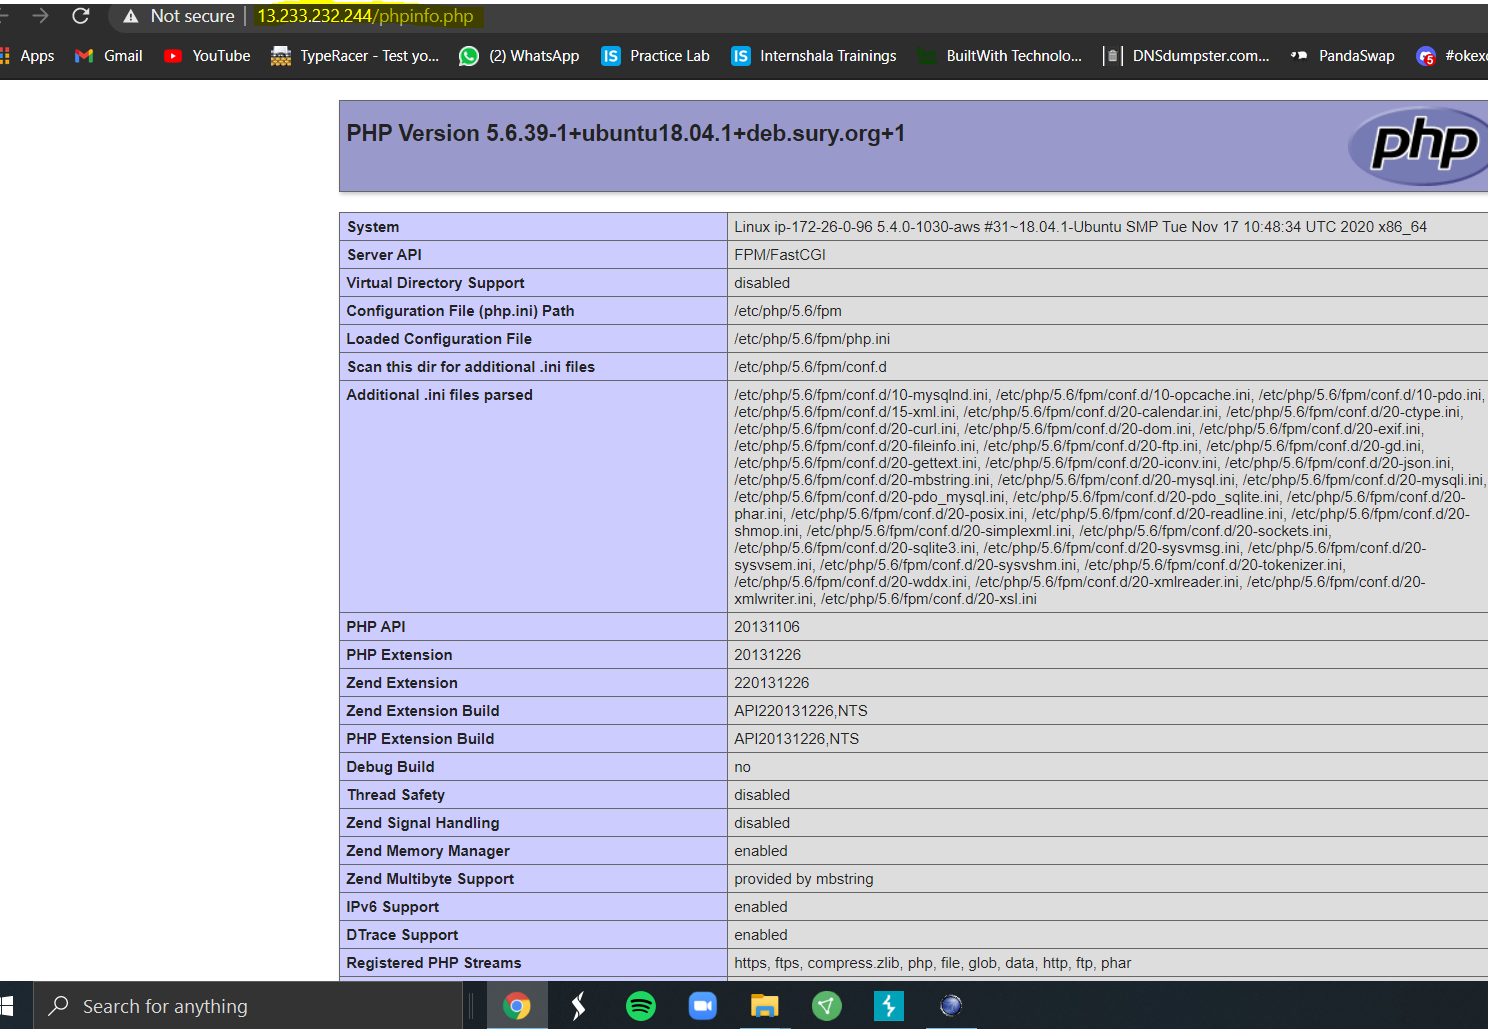 Not secure | 13.233.232.244/phpinfo.php
Apps Gmail YouTube TypeRacer - Test yo... (2) WhatsApp IS Practice Lab IS Internshala Trainings BuiltWith Technolo... DNSdumpster.com... PandaSwap 5 #okex
PHP Version 5.6.39-1+ubuntu18.04.1+deb.sury.org+1
php
System Linux ip-172-26-0-96 5.4.0-1030-aws #31~18.04.1-Ubuntu SMP Tue Nov 17 10:48:34 UTC 2020 x86_64
Server API FPM/FastCGI
Virtual Directory Support disabled
Configuration File (php.ini) Path /etc/php/5.6/fpm
Loaded Configuration File /etc/php/5.6/fpm/php.ini
Scan this dir for additional .ini files /etc/php/5.6/fpm/conf.d
Additional .ini files parsed /etc/php/5.6/fpm/conf.d/10-mysqlnd.ini, /etc/php/5.6/fpm/conf.d/10-opcache.ini, /etc/php/5.6/fpm/conf.d/10-pdo.ini,
/etc/php/5.6/fpm/conf.d/15-xml.ini, /etc/php/5.6/fpm/conf.d/20-calendar.ini, /etc/php/5.6/fpm/conf.d/20-ctype.ini,
/etc/php/5.6/fpm/conf.d/20-curl.ini, /etc/php/5.6/fpm/conf.d/20-dom.ini, /etc/php/5.6/fpm/conf.d/20-exif.ini,
/etc/php/5.6/fpm/conf.d/20-fileinfo.ini, /etc/php/5.6/fpm/conf.d/20-ftp.ini, /etc/php/5.6/fpm/conf.d/20-gd.ini,
/etc/php/5.6/fpm/conf.d/20-gettext.ini, /etc/php/5.6/fpm/conf.d/20-iconv.ini, /etc/php/5.6/fpm/conf.d/20-json.ini,
/etc/php/5.6/fpm/conf.d/20-mbstring.ini, /etc/php/5.6/fpm/conf.d/20-mysql.ini, /etc/php/5.6/fpm/conf.d/20-mysqli.ini,
/etc/php/5.6/fpm/conf.d/20-pdo_mysql.ini, /etc/php/5.6/fpm/conf.d/20-pdo_sqlite.ini, /etc/php/5.6/fpm/conf.d/20-
phar.ini, /etc/php/5.6/fpm/conf.d/20-posix.ini, /etc/php/5.6/fpm/conf.d/20-readline.ini, /etc/php/5.6/fpm/conf.d/20-
shmop.ini, /etc/php/5.6/fpm/conf.d/20-simplexml.ini, /etc/php/5.6/fpm/conf.d/20-sockets.ini,
/etc/php/5.6/fpm/conf.d/20-sqlite3.ini, /etc/php/5.6/fpm/conf.d/20-sysvmsg.ini, /etc/php/5.6/fpm/conf.d/20-
sysvsem.ini, /etc/php/5.6/fpm/conf.d/20-sysvshm.ini, /etc/php/5.6/fpm/conf.d/20-tokenizer.ini,
/etc/php/5.6/fpm/conf.d/20-wddx.ini, /etc/php/5.6/fpm/conf.d/20-xmlreader.ini, /etc/php/5.6/fpm/conf.d/20-
xmlwriter.ini, /etc/php/5.6/fpm/conf.d/20-xsl.ini
PHP API 20131106
PHP Extension 20131226
Zend Extension 220131226
Zend Extension Build API220131226,NTS
PHP Extension Build API20131226,NTS
Debug Build no
Thread Safety disabled
Zend Signal Handling disabled
Zend Memory Manager enabled
Zend Multibyte Support provided by mbstring
IPv6 Support enabled
DTrace Support enabled
Registered PHP Streams https, ftps, compress.zlib, php, file, glob, data, http, ftp, phar
Search for anything